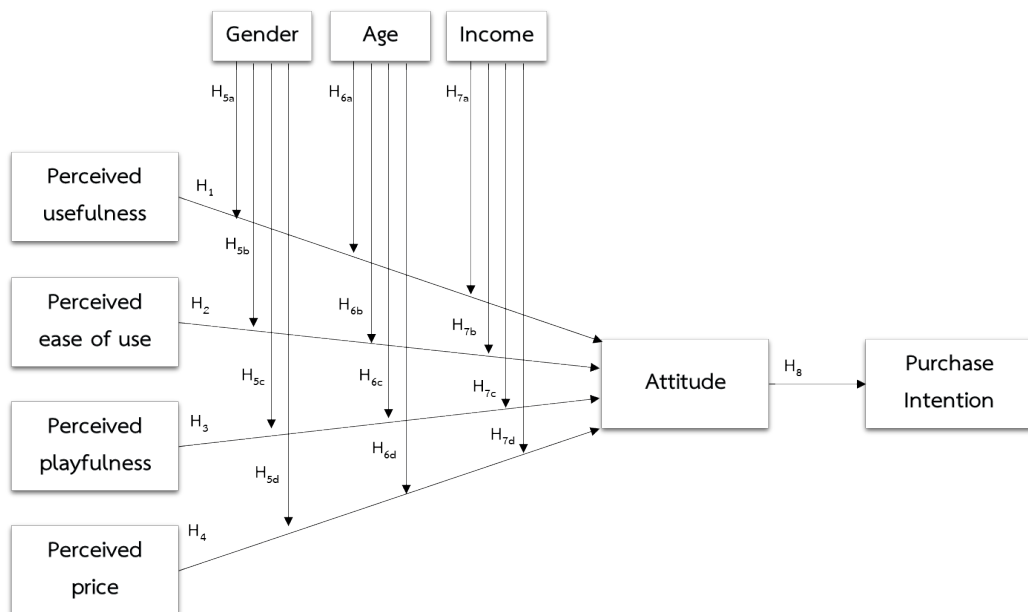 Gender
Age
Income
H5a
H6a
H7a
Perceived
usefulness
H1
H5b
Perceived
ease of use
H2
H6b
H7b
H5c
H6c
H7c
Attitude
H8
Purchase
Intention
Perceived
playfulness
H3
H5d
H6d
H7d
Perceived
price
H4